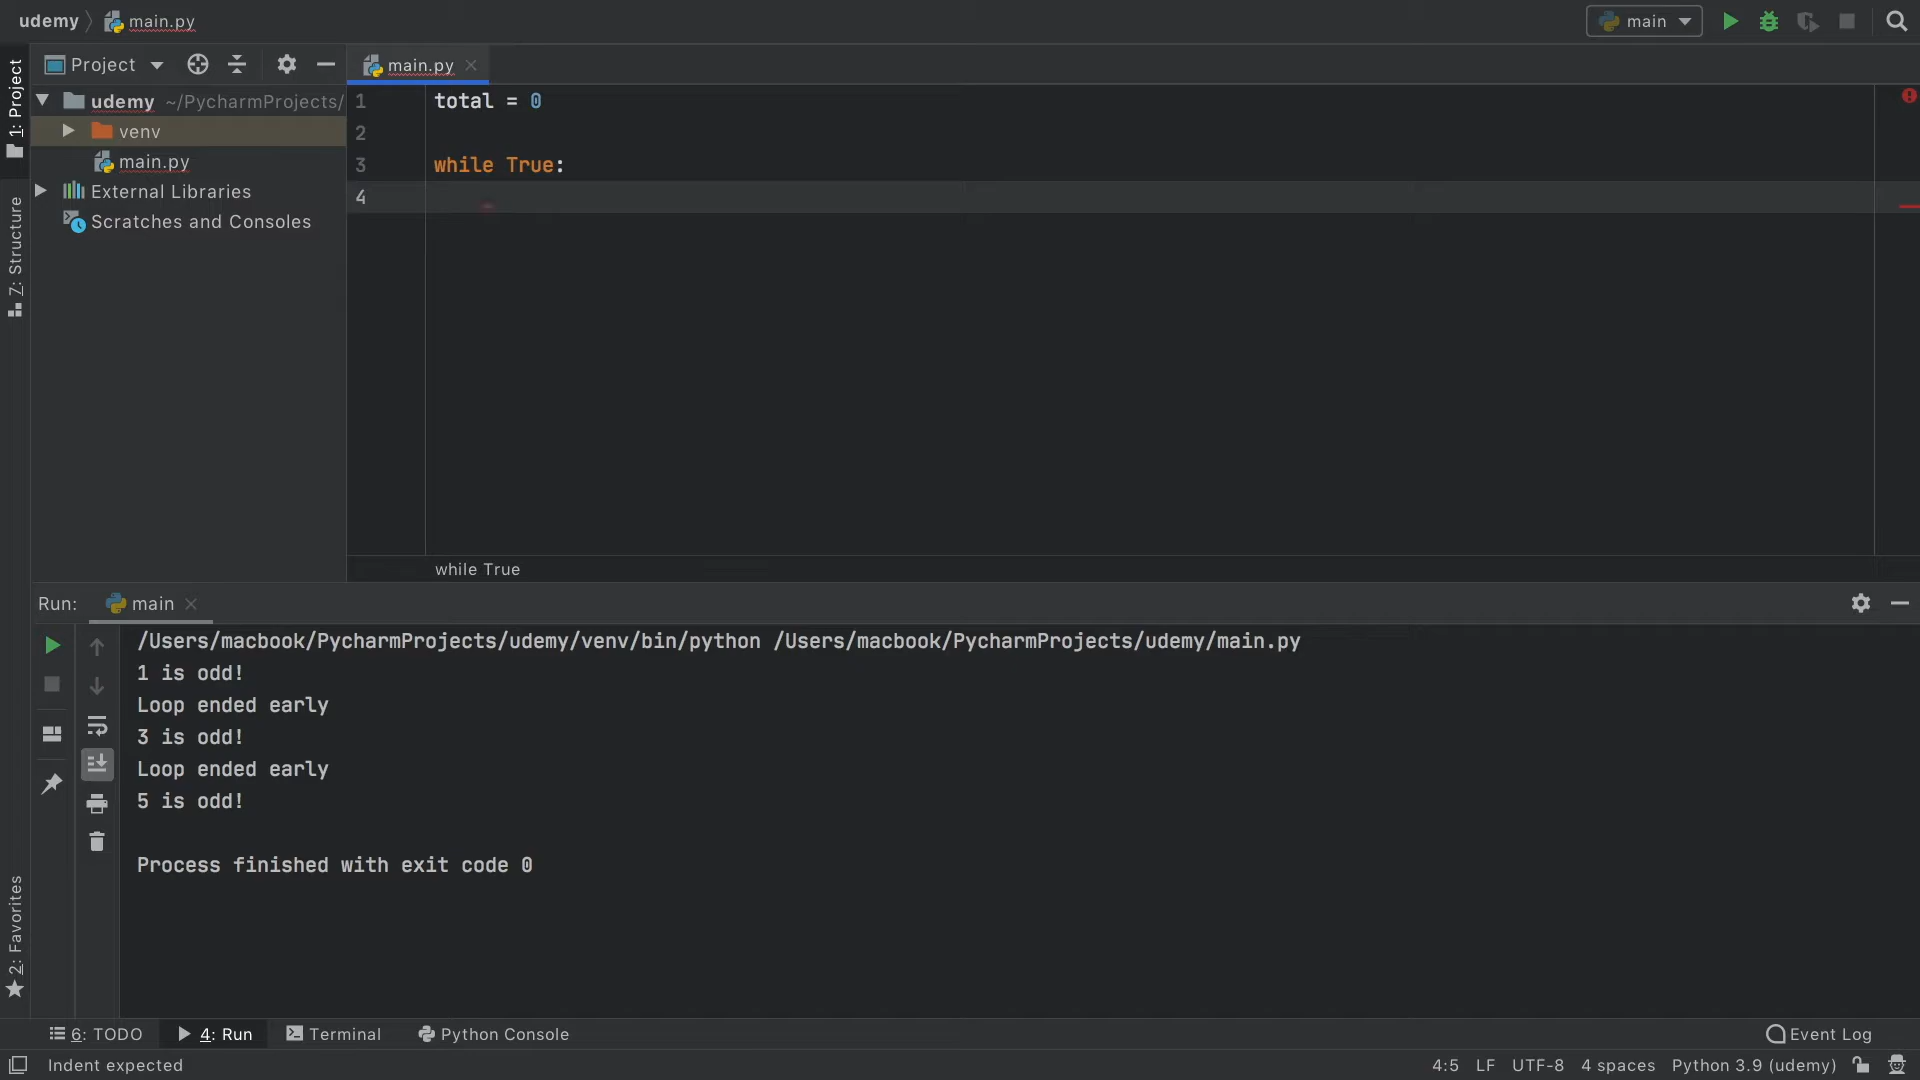 udemy main.py
main
Project
main.py
1: Project
udemy ~/PycharmProjects/
venv
main.py
External Libraries
Scratches and Consoles
Z: Structure
2: Favorites
1 total = 0
2
3 while True:
4
while True
Run: main
/Users/macbook/PycharmProjects/udemy/venv/bin/python /Users/macbook/PycharmProjects/udemy/main.py
1 is odd!
Loop ended early
3 is odd!
Loop ended early
5 is odd!
Process finished with exit code 0
6: TODO 4: Run Terminal Python Console Event Log
Indent expected 4:5 LF UTF-8 4 spaces Python 3.9 (udemy)